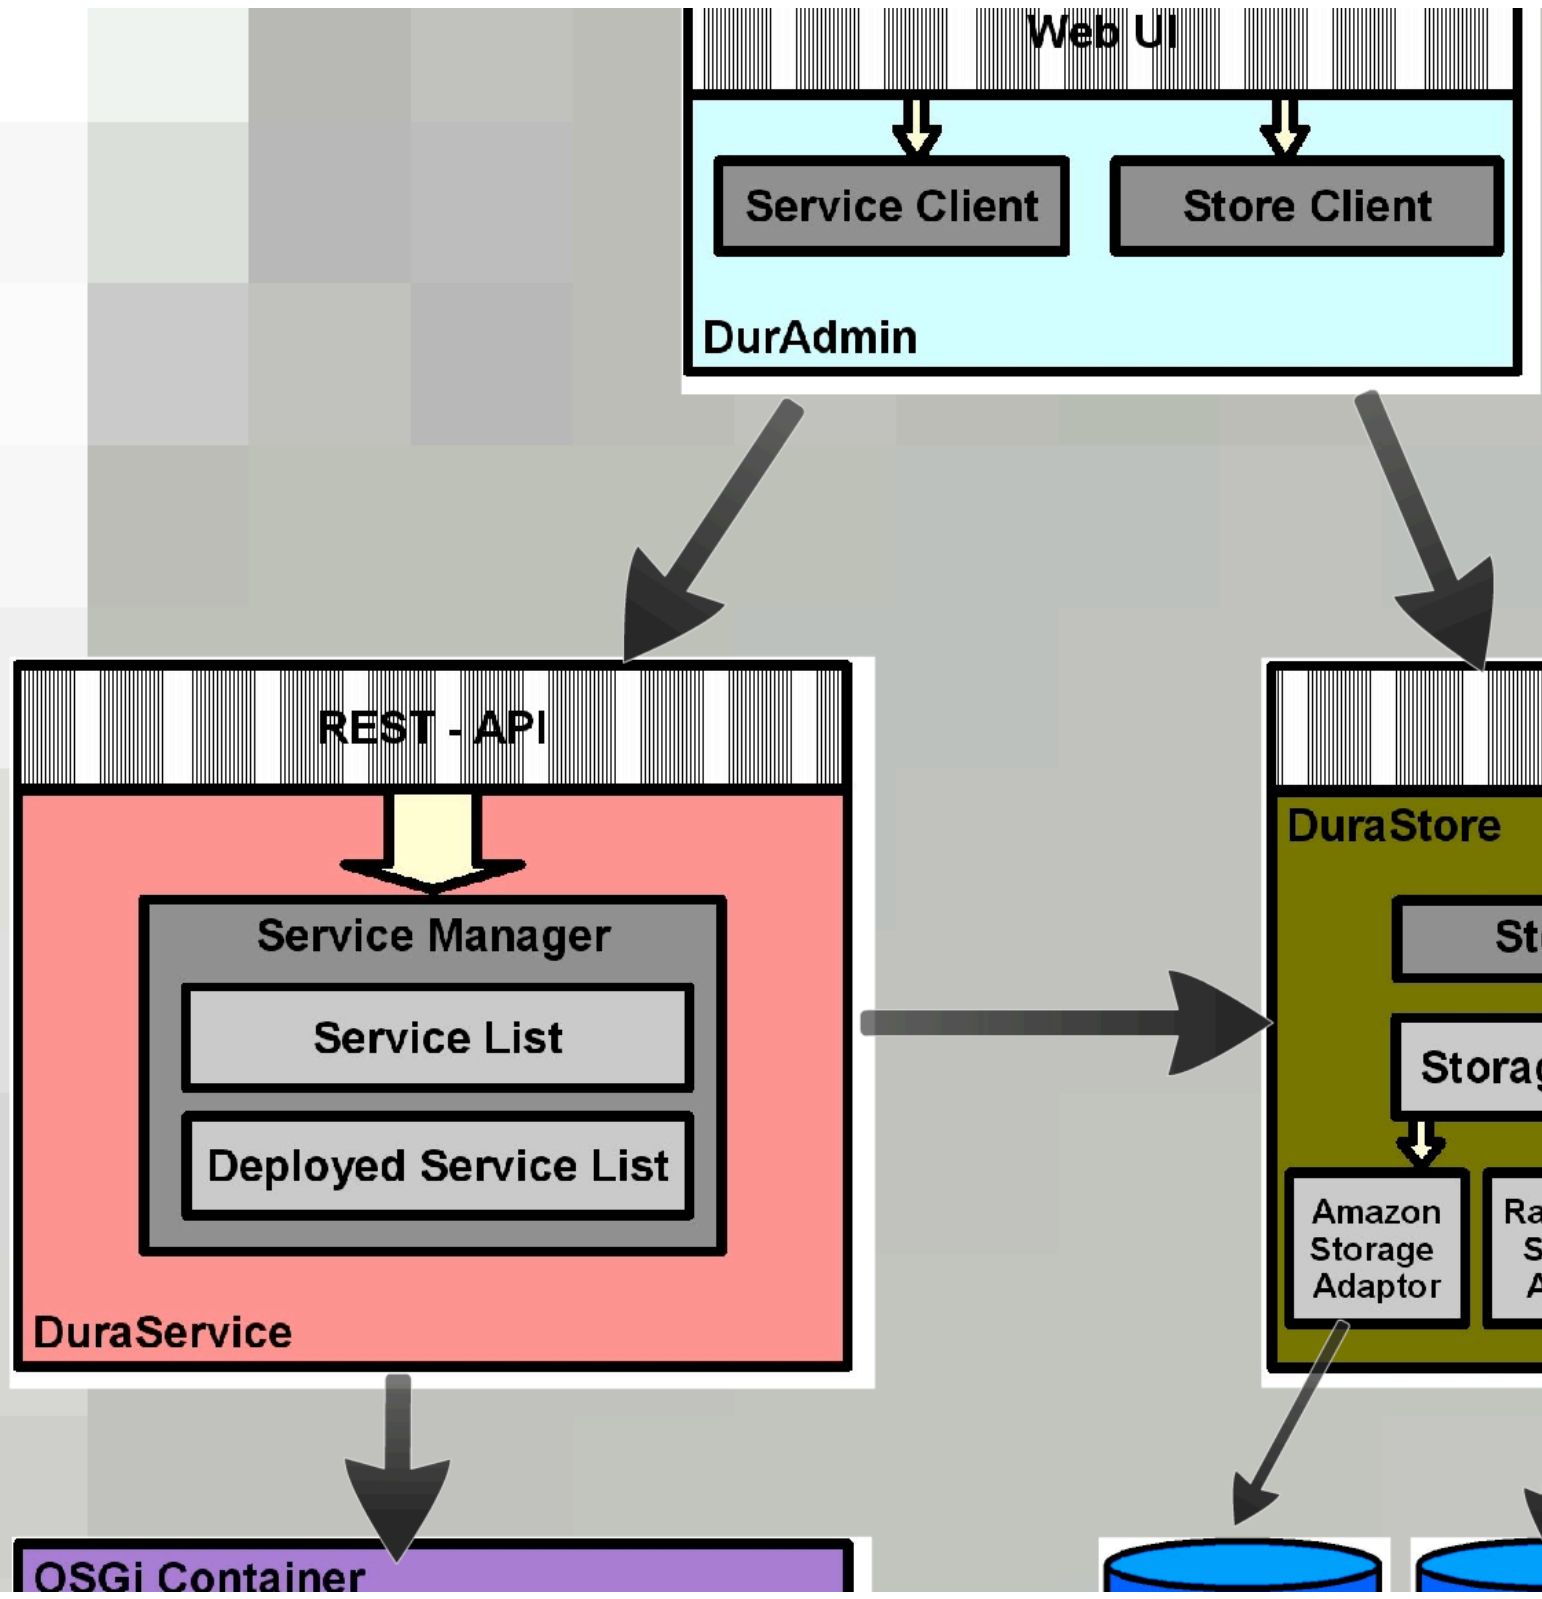 Web UI
Service Client
Store Client
DurAdmin
REST - API
Service Manager
Service List
Deployed Service List
DuraService
DuraStore
Amazon
Storage
Adaptor
OSGi Container